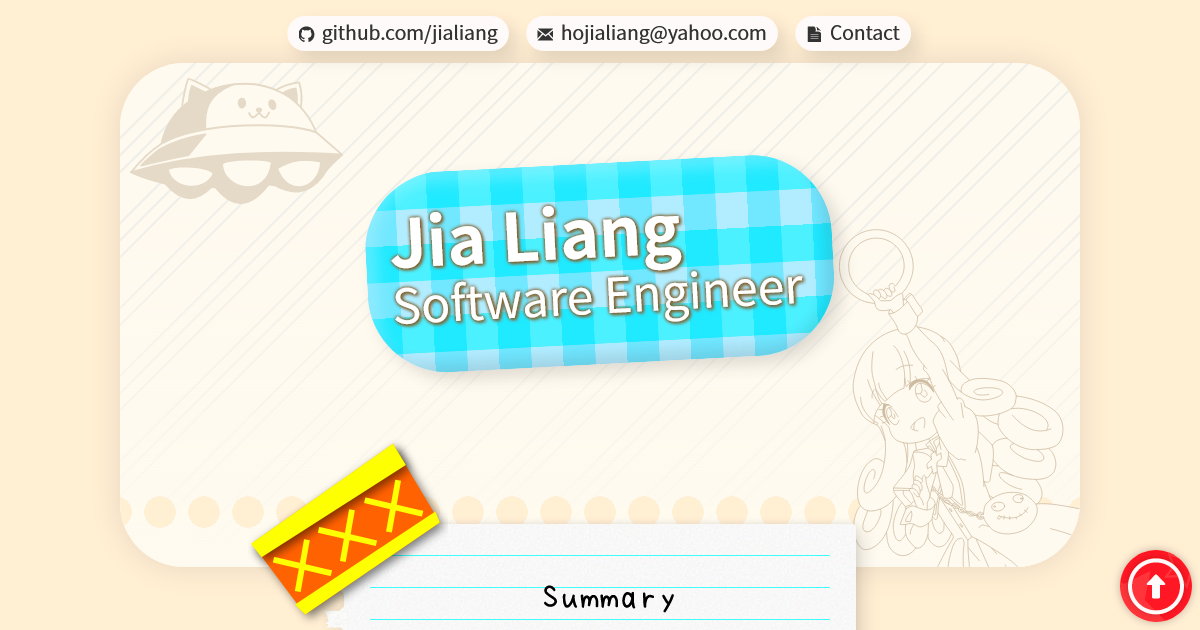 github.com/jialiang
hojialiang@yahoo.com
Contact
Jia Liang
Software Engineer
Summary